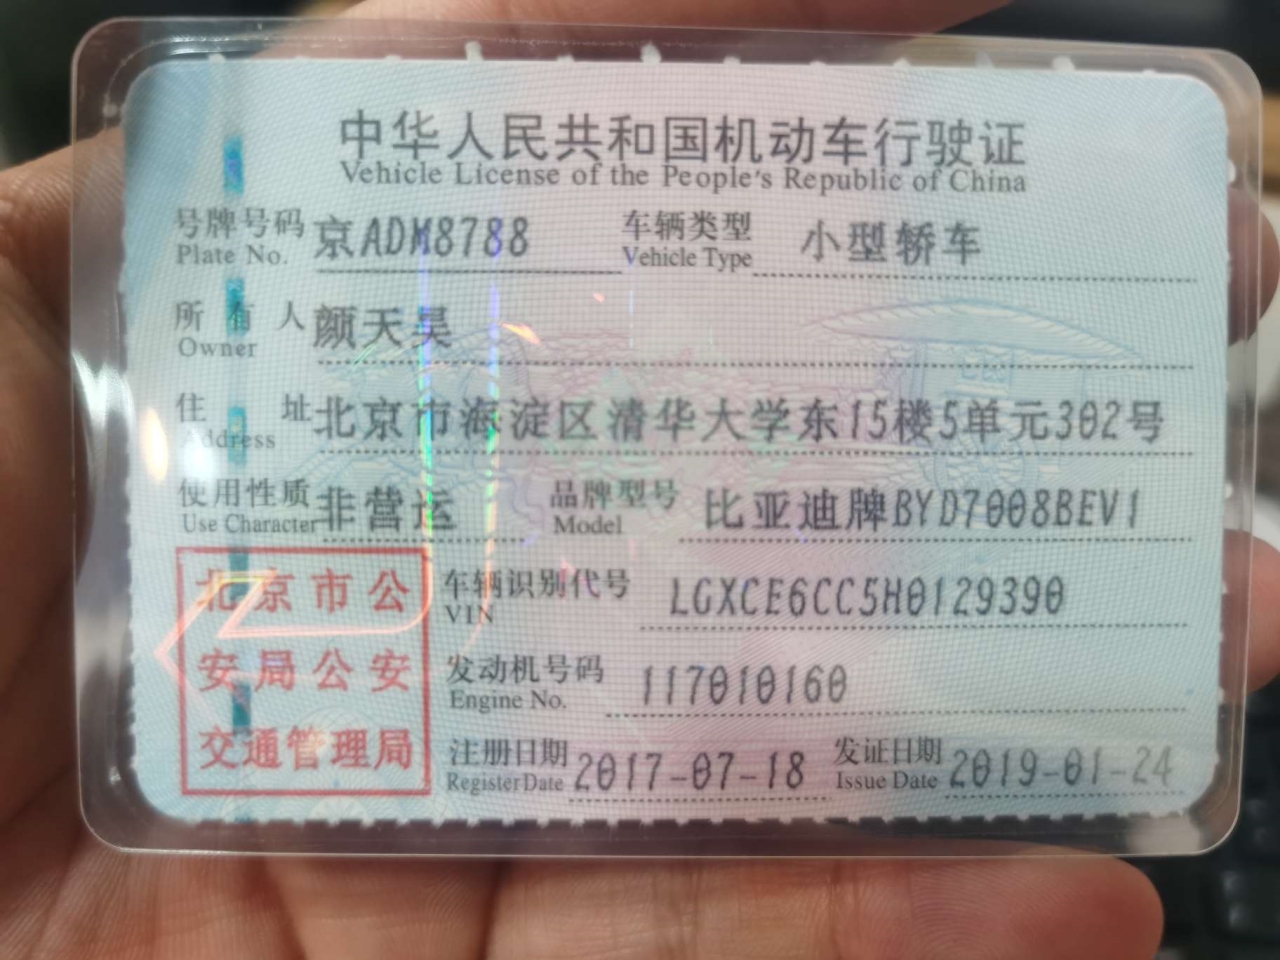 中华人民共和国机动车行驶证
Vehicle License of the People's Republic of China
号牌号码 京ADM8788 车辆类型 小型轿车
Plate No. Vehicle Type
所有人 颜天昊
Owner
住址 北京市海淀区清华大学东15楼5单元302号
Address
使用性质 非营运 品牌型号 比亚迪牌BYD7008BEV1
Use Character Model
北京市公
安局公安
交通管理局
车辆识别代号 LGXCE6CC5H0129390
VIN
发动机号码 117010160
Engine No.
注册日期 2017-07-18 发证日期 2019-01-24
Register Date Issue Date